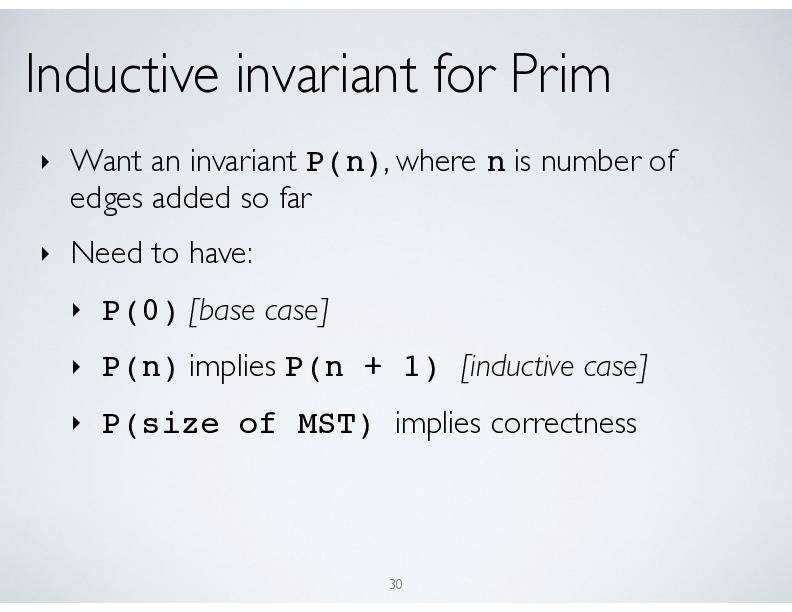 Inductive invariant for Prim
‣ Want an invariant P(n), where n is number of
edges added so far
‣ Need to have:
‣ P(0) [base case]
‣ P(n) implies P(n + 1) [inductive case]
‣ P(size of MST) implies correctness
30